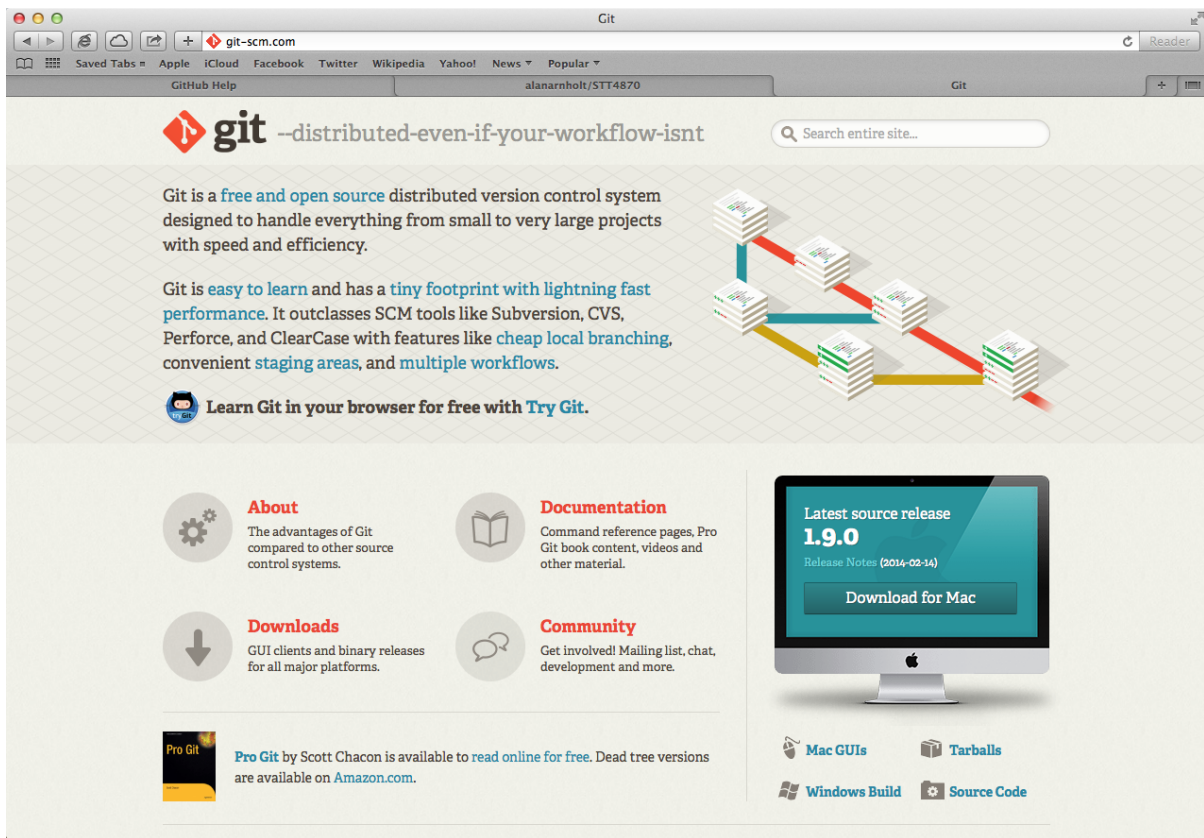 Git
git-scm.com
Reader
Saved Tabs Apple iCloud Facebook Twitter Wikipedia Yahoo! News Popular
GitHub Help alanarnholt/STT4870 Git
git --distributed-even-if-your-workflow-isnt
Search entire site...
Git is a free and open source distributed version control system
designed to handle everything from small to very large projects
with speed and efficiency.
Git is easy to learn and has a tiny footprint with lightning fast
performance. It outclasses SCM tools like Subversion, CVS,
Perforce, and ClearCase with features like cheap local branching,
convenient staging areas, and multiple workflows.
tryGit
Learn Git in your browser for free with Try Git.
About
The advantages of Git
compared to other source
control systems.
Documentation
Command reference pages, Pro
Git book content, videos and
other material.
Downloads
GUI clients and binary releases
for all major platforms.
Community
Get involved! Mailing list, chat,
development and more.
Latest source release
1.9.0
Release Notes (2014-02-14)
Download for Mac
Pro Git
Pro Git by Scott Chacon is available to read online for free. Dead tree versions
are available on Amazon.com.
Mac GUIs
Tarballs
Windows Build
Source Code